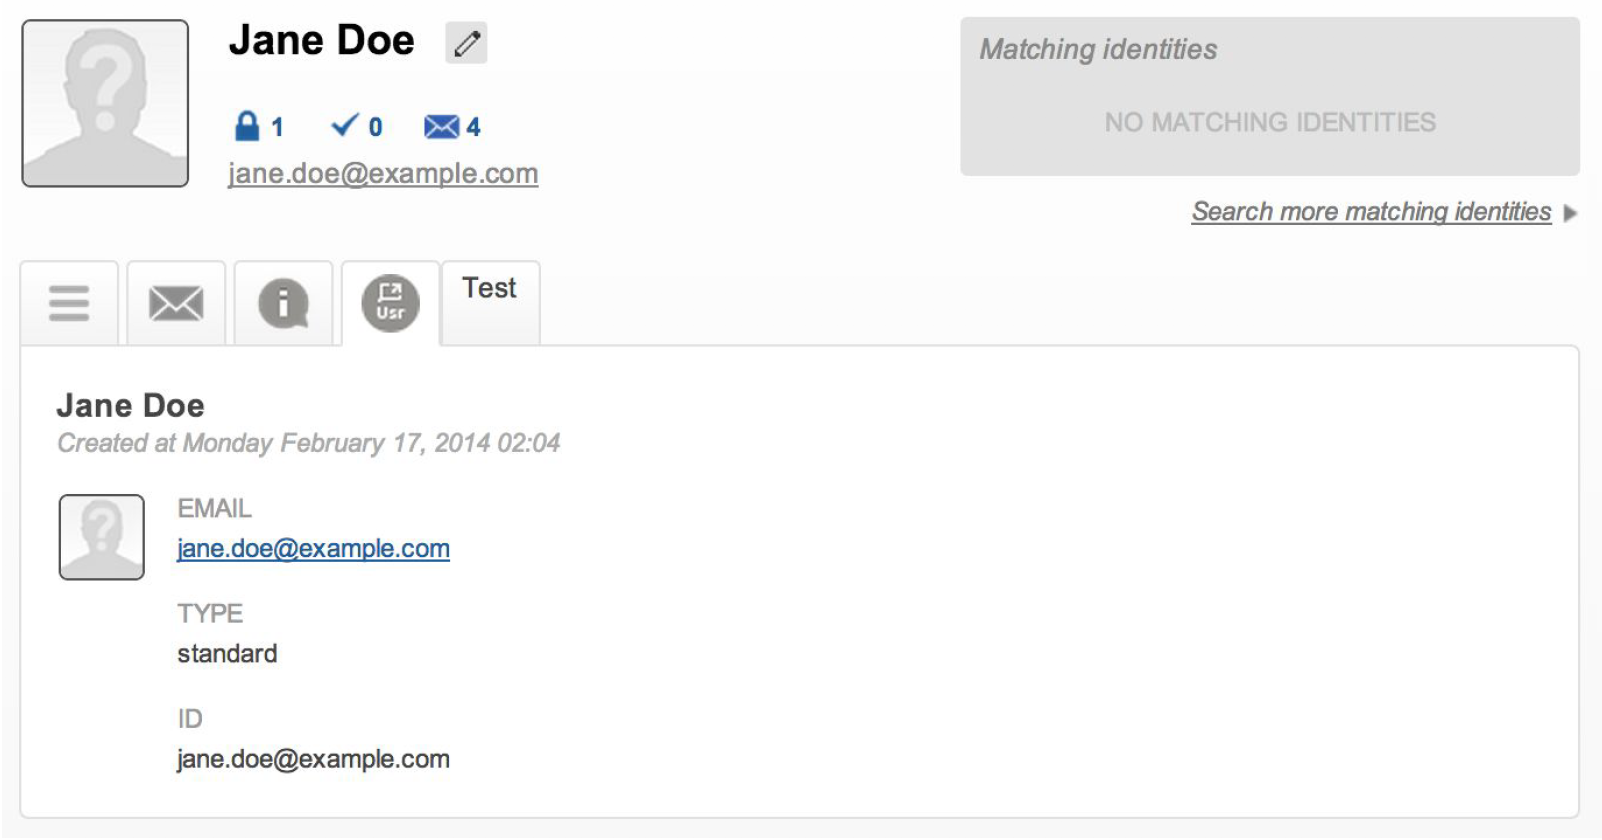 Jane Doe
1 0 4
jane.doe@example.com
Matching identities
NO MATCHING IDENTITIES
Search more matching identities
Usr
Test
Jane Doe
Created at Monday February 17, 2014 02:04
EMAIL
jane.doe@example.com
TYPE
standard
ID
jane.doe@example.com